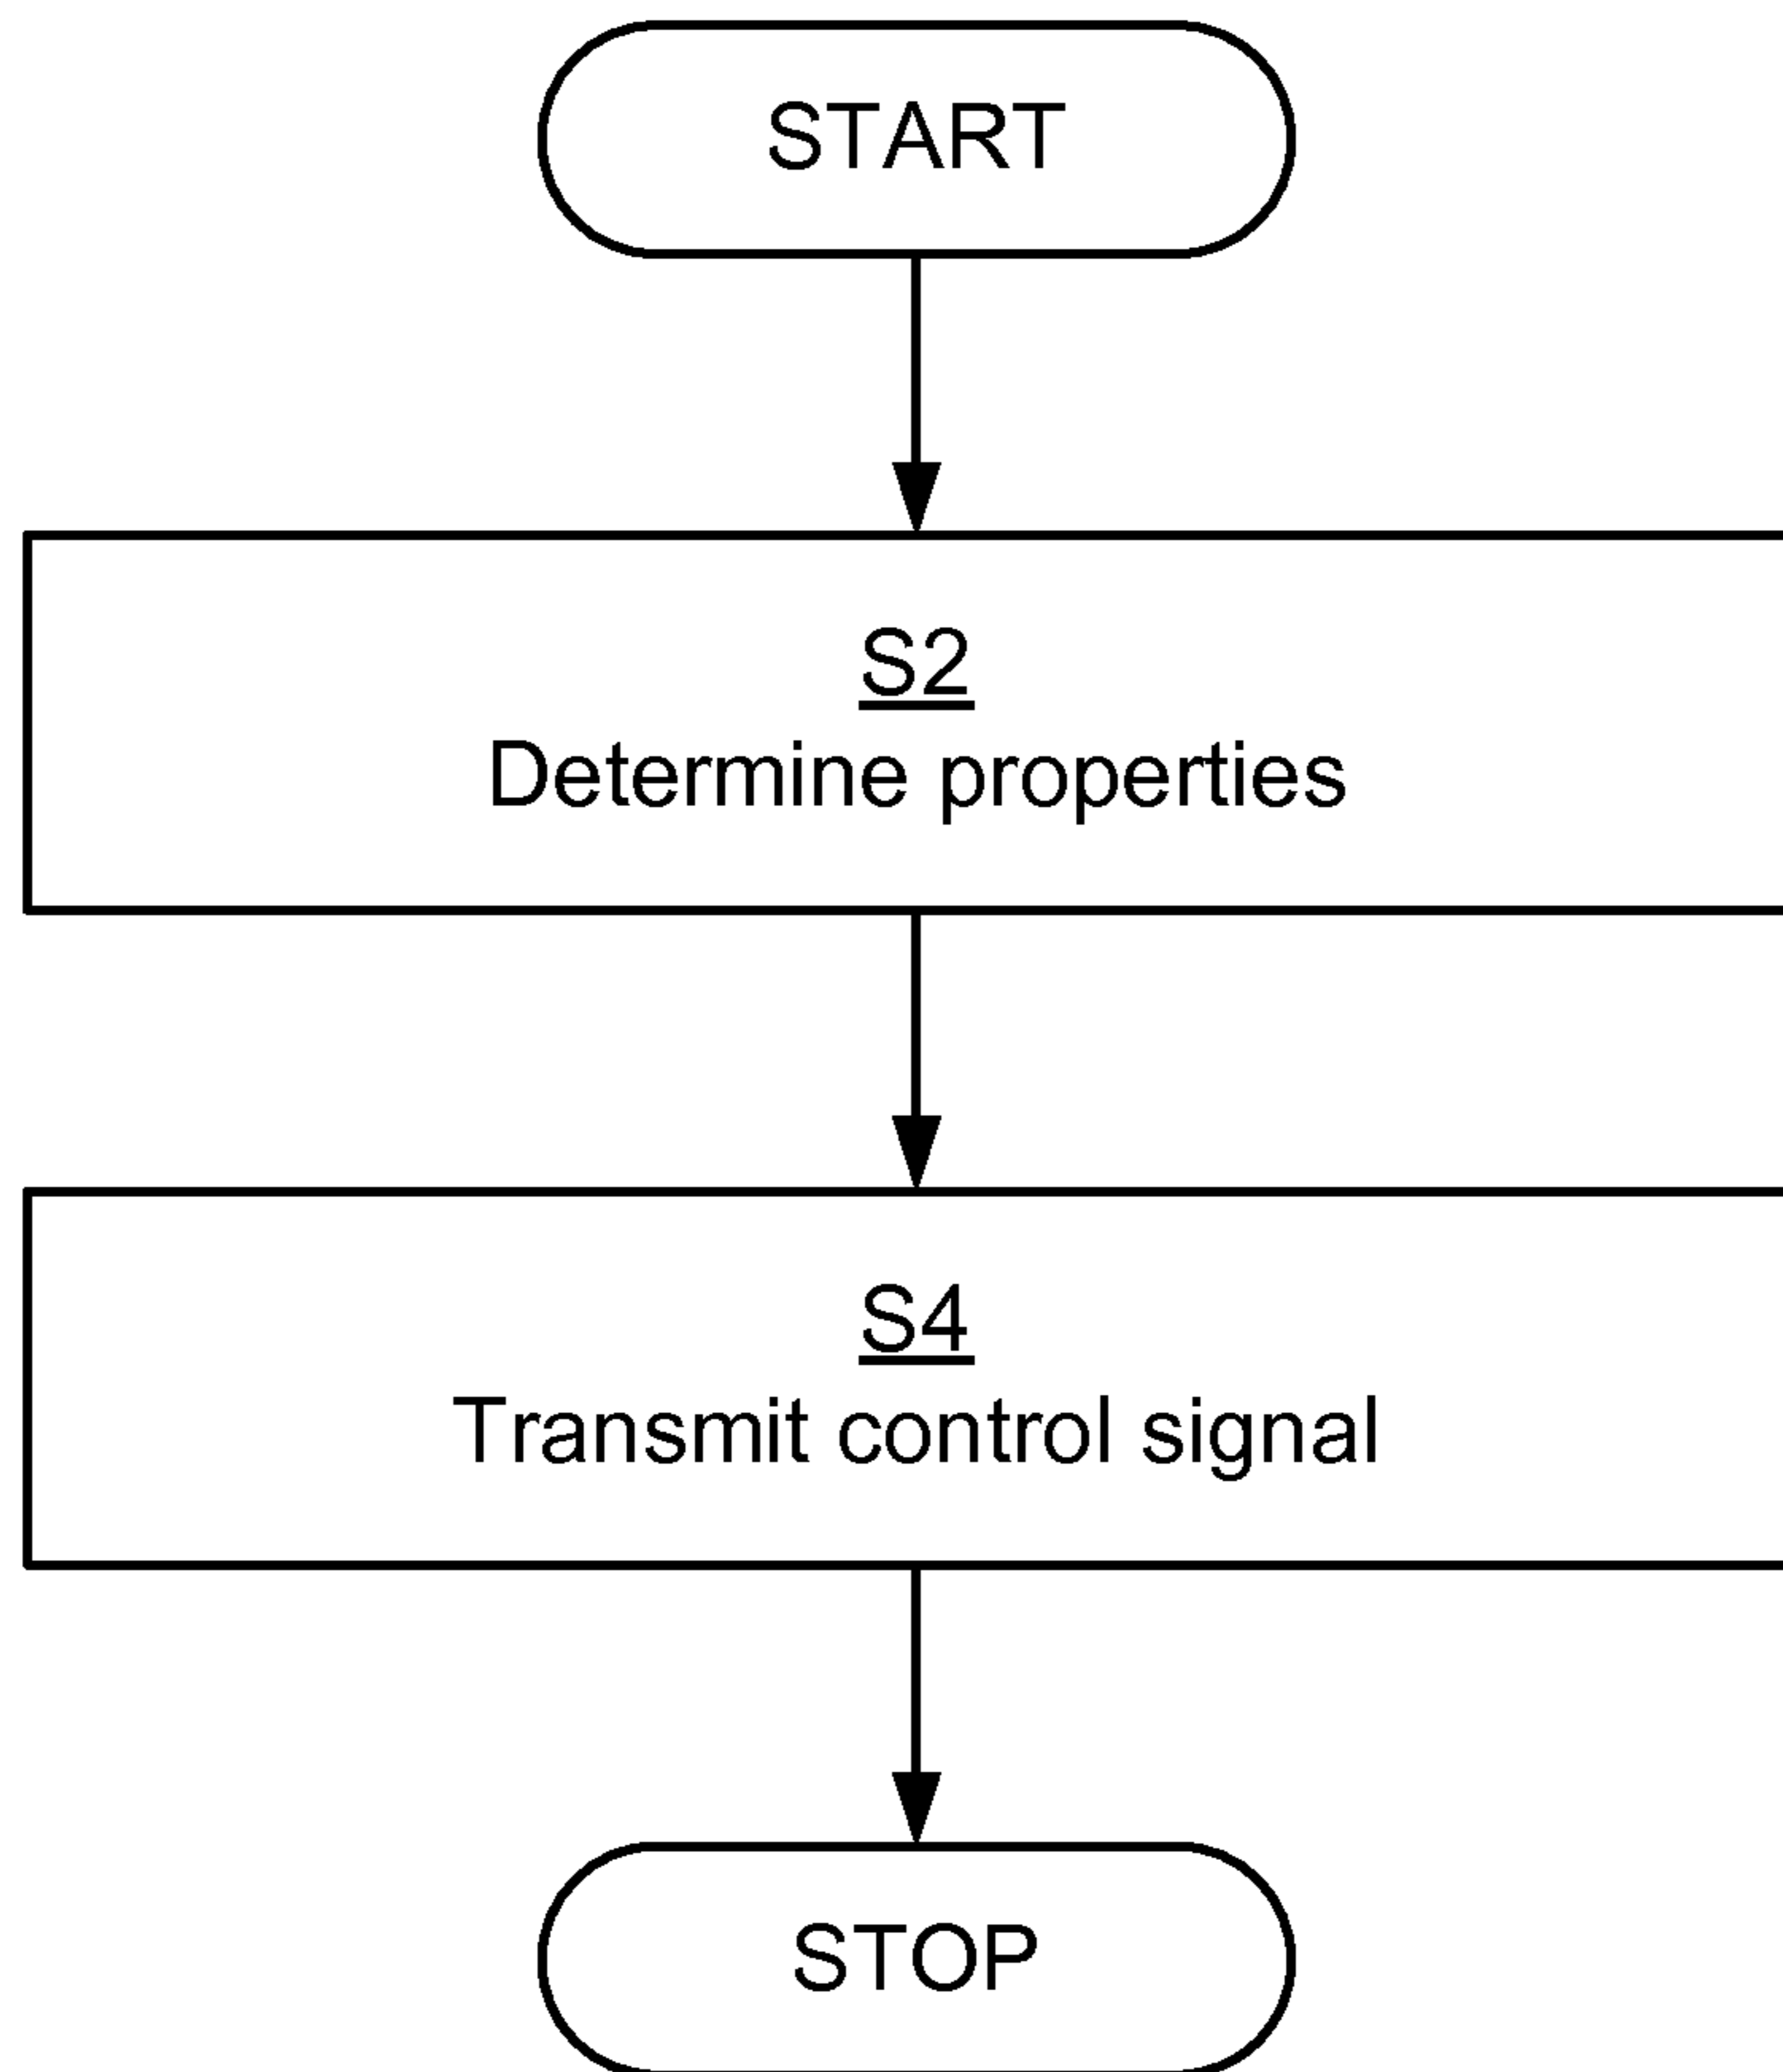 START
S2
Determine properties
S4
Transmit control signal
STOP